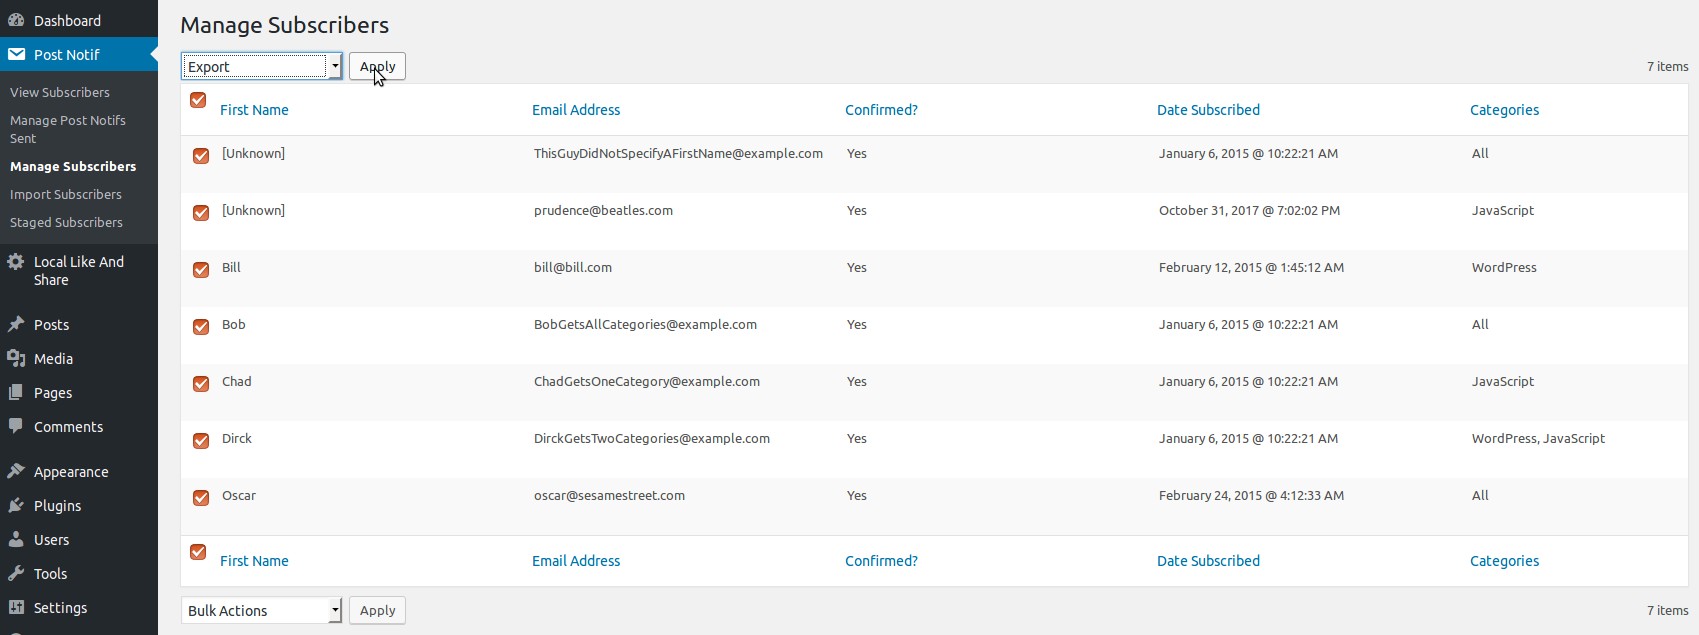 Dashboard
Post Notif
View Subscribers
Manage Post Notifs
Sent
Manage Subscribers
Import Subscribers
Staged Subscribers
Local Like And
Share
Posts
Media
Pages
Comments
Appearance
Plugins
Users
Tools
Settings
Manage Subscribers
Export Apply 7 items
First Name Email Address Confirmed? Date Subscribed Categories
[Unknown] ThisGuyDidNotSpecifyAFirstName@example.com Yes January 6, 2015 @ 10:22:21 AM All
[Unknown] prudence@beatles.com Yes October 31, 2017 @ 7:02:02 PM JavaScript
Bill bill@bill.com Yes February 12, 2015 @ 1:45:12 AM WordPress
Bob BobGetsAllCategories@example.com Yes January 6, 2015 @ 10:22:21 AM All
Chad ChadGetsOneCategory@example.com Yes January 6, 2015 @ 10:22:21 AM JavaScript
Dirck DirckGetsTwoCategories@example.com Yes January 6, 2015 @ 10:22:21 AM WordPress, JavaScript
Oscar oscar@sesamestreet.com Yes February 24, 2015 @ 4:12:33 AM All
First Name Email Address Confirmed? Date Subscribed Categories
Bulk Actions Apply 7 items